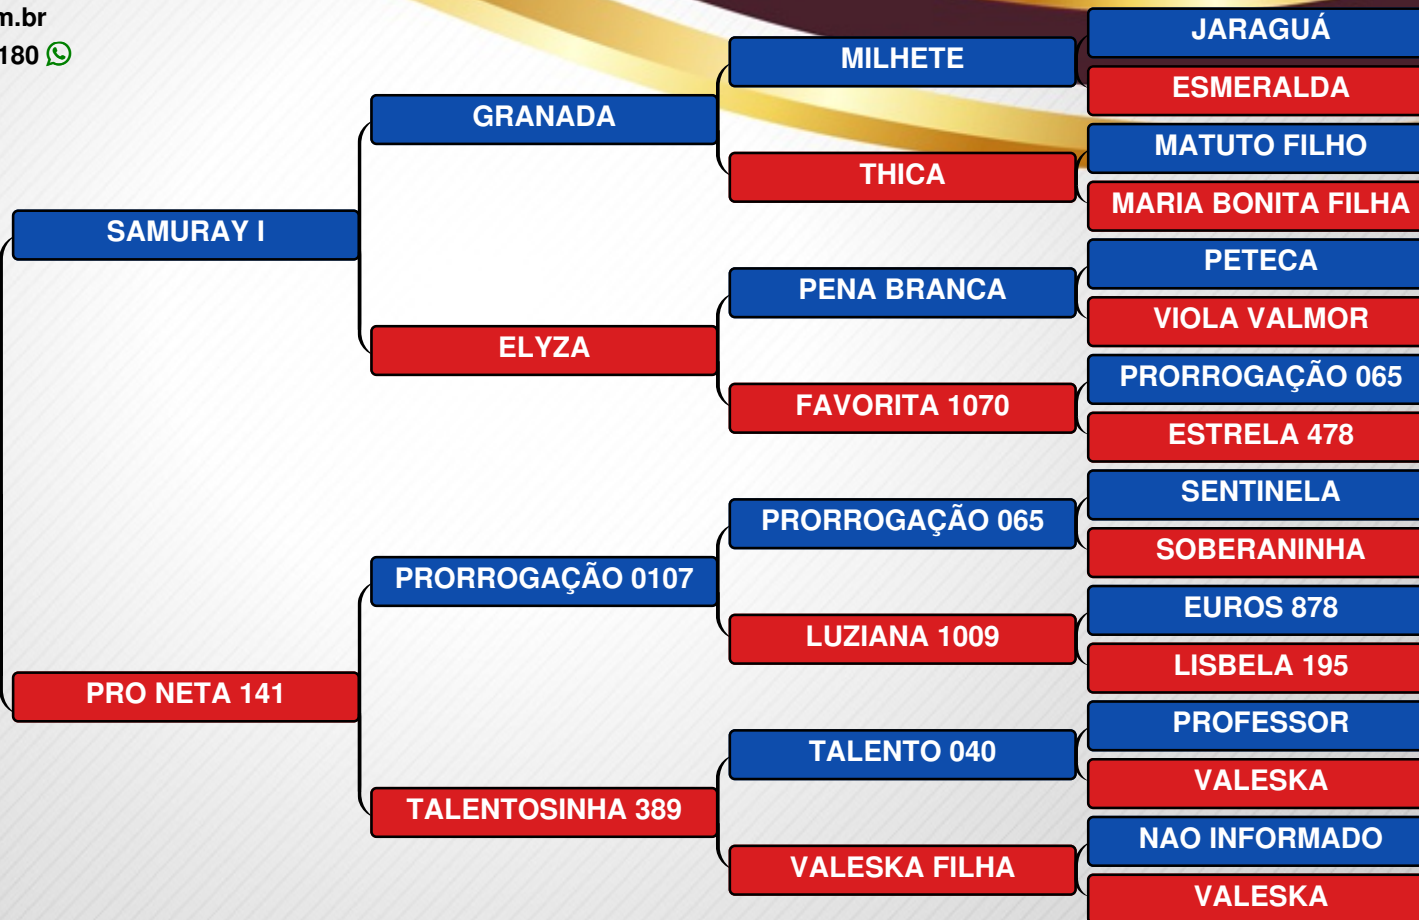 m.br
180
JARAGUÁ
MILHETE
ESMERALDA
GRANADA
MATUTO FILHO
THICA
MARIA BONITA FILHA
SAMURAY I
PETECA
PENA BRANCA
VIOLA VALMOR
ELYZA
PRORROGAÇÃO 065
FAVORITA 1070
ESTRELA 478
SENTINELA
PRORROGAÇÃO 065
SOBERANINHA
PRORROGAÇÃO 0107
EUROS 878
LUZIANA 1009
LISBELA 195
PRO NETA 141
PROFESSOR
TALENTO 040
VALESKA
TALENTOSINHA 389
NAO INFORMADO
VALESKA FILHA
VALESKA